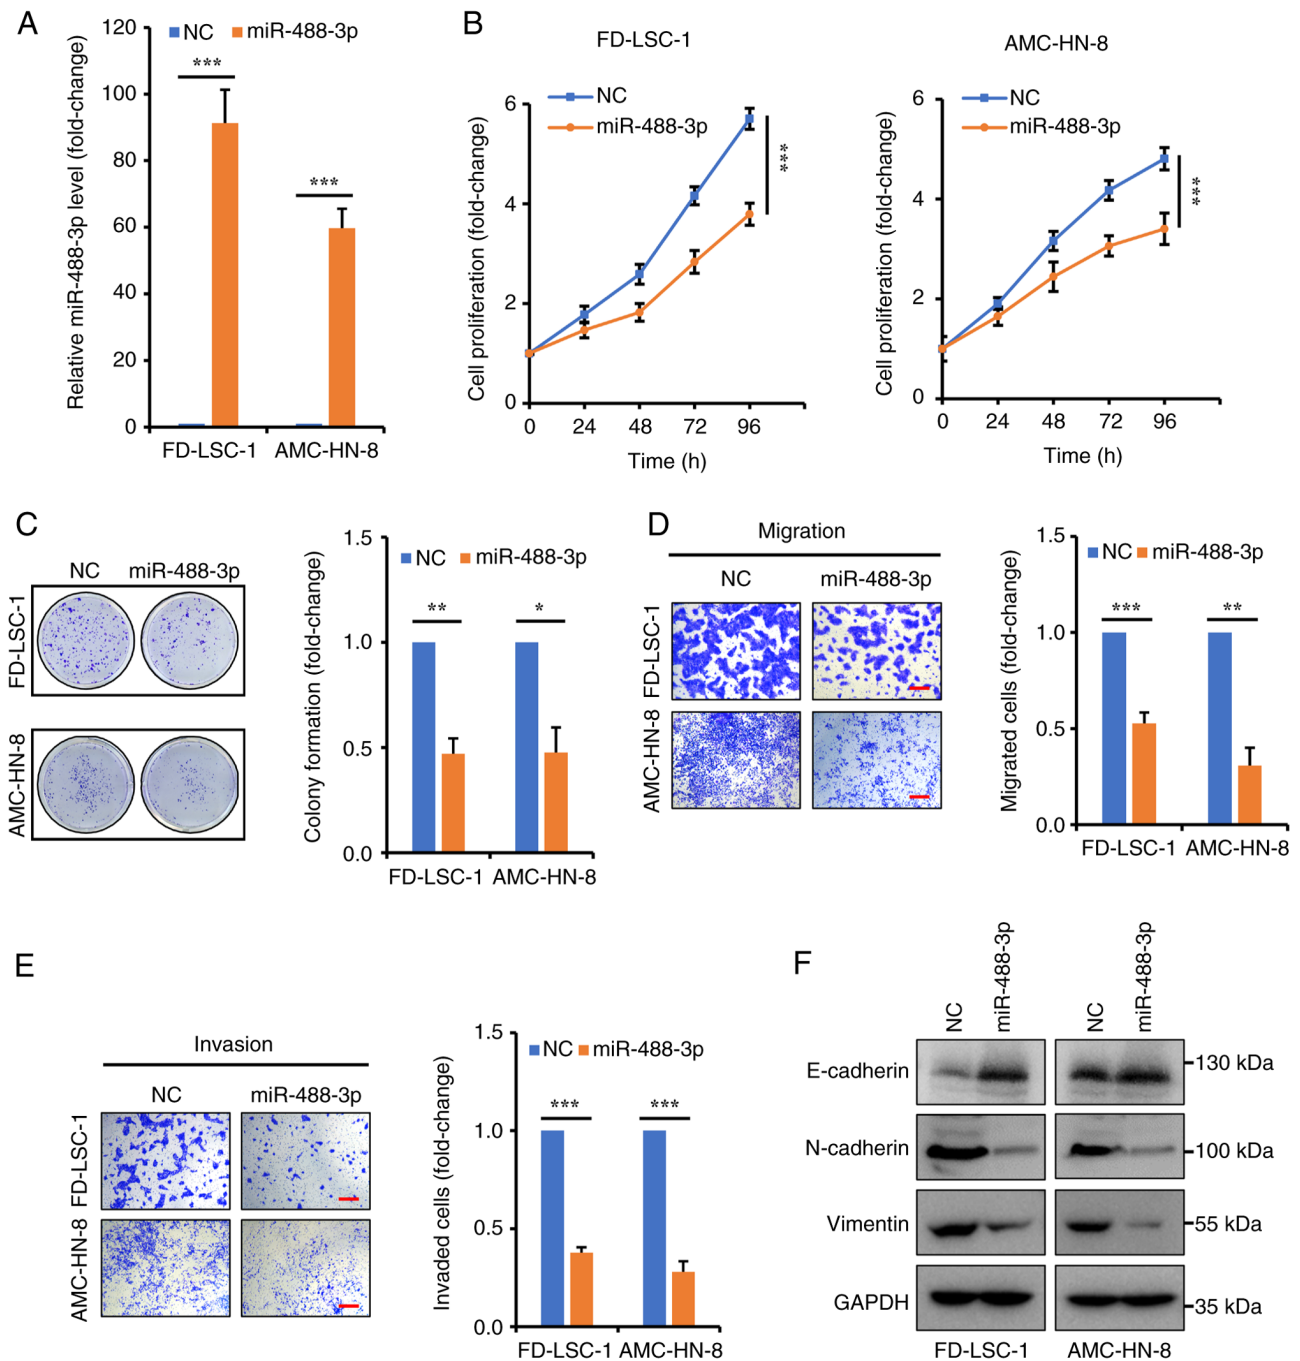 A
NC miR-488-3p
Relative miR-488-3p level (fold-change)
120
100
80
60
40
20
0
***
***
FD-LSC-1 AMC-HN-8
B
FD-LSC-1
NC
miR-488-3p
Cell proliferation (fold-change)
6
4
2
0
***
0 24 48 72 96
Time (h)
AMC-HN-8
NC
miR-488-3p
Cell proliferation (fold-change)
6
4
2
0
***
0 24 48 72 96
Time (h)
C
NC miR-488-3p
FD-LSC-1
AMC-HN-8
Colony formation (fold-change)
NC miR-488-3p
1.5
1.0
0.5
0.0
** *
FD-LSC-1 AMC-HN-8
D
Migration
NC miR-488-3p
FD-LSC-1
AMC-HN-8
Migrated cells (fold-change)
NC miR-488-3p
1.5
1.0
0.5
0.0
*** **
FD-LSC-1 AMC-HN-8
E
Invasion
NC miR-488-3p
FD-LSC-1
AMC-HN-8
Invaded cells (fold-change)
NC miR-488-3p
1.5
1.0
0.5
0.0
*** ***
FD-LSC-1 AMC-HN-8
F
NC miR-488-3p NC miR-488-3p
E-cadherin 130 kDa
N-cadherin 100 kDa
Vimentin 55 kDa
GAPDH 35 kDa
FD-LSC-1 AMC-HN-8